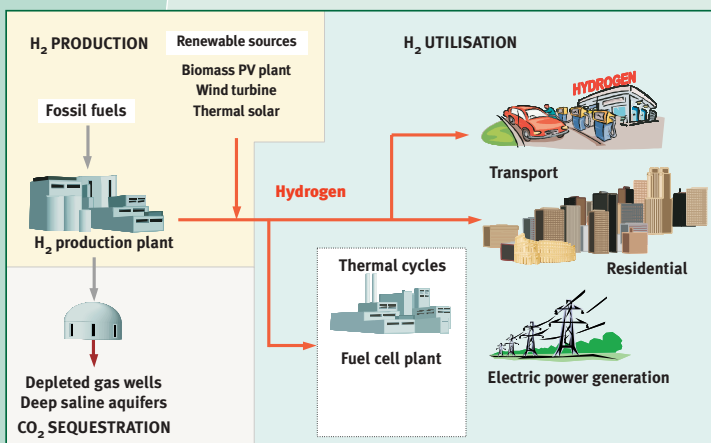 H₂ PRODUCTION
Renewable sources
Biomass PV plant
Wind turbine
Thermal solar
Fossil fuels
H₂ production plant
Depleted gas wells
Deep saline aquifers
CO₂ SEQUESTRATION
H₂ UTILISATION
HYDROGEN
Transport
Hydrogen
Residential
Thermal cycles
Fuel cell plant
Electric power generation